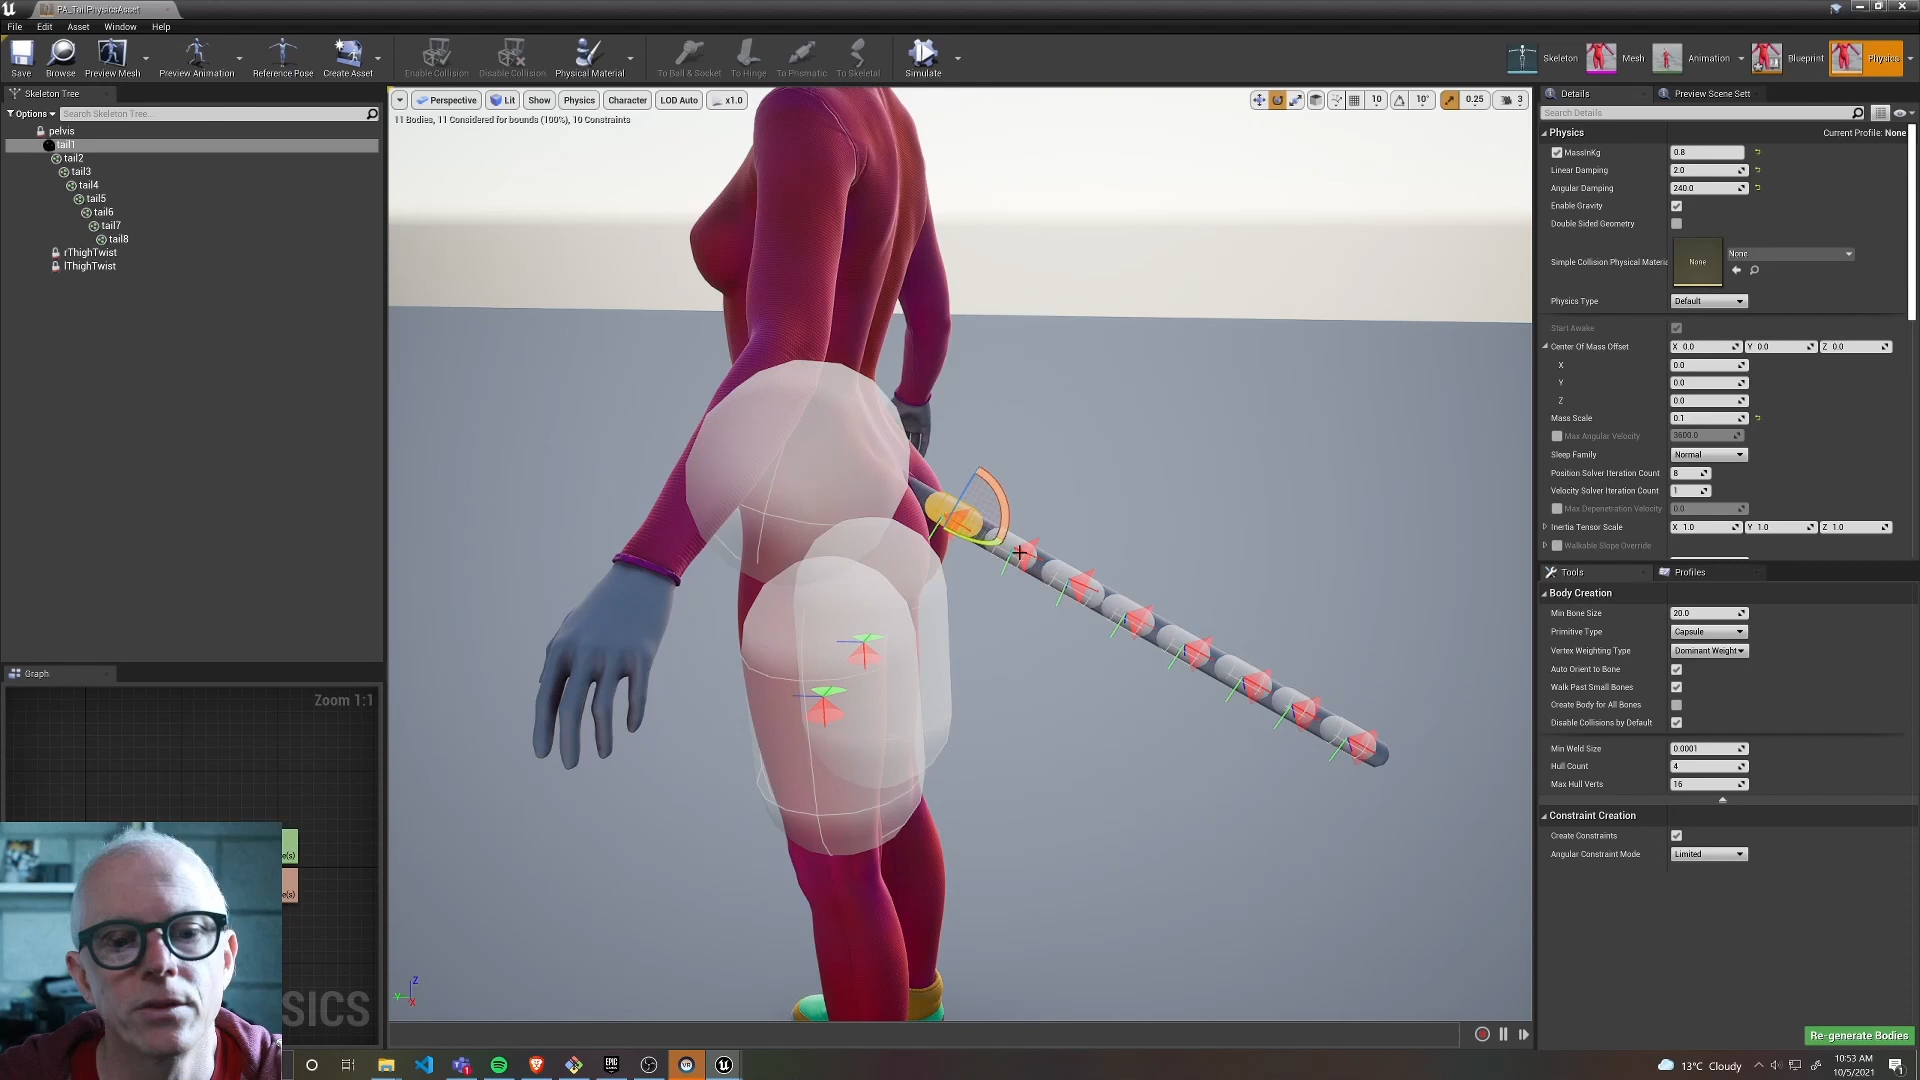 PA_TailPhysicsAsset
File Edit Asset Window Help
Save Browse Preview Mesh Preview Animation Reference Pose Create Asset Enable Collision Disable Collision Physical Material To Ball & Socket To Hinge To Prismatic To Skeletal Simulate Skeleton Mesh Animation Blueprint Physics
Skeleton Tree
Options Search Skeleton Tree...
pelvis
tail1
tail2
tail3
tail4
tail5
tail6
tail7
tail8
rThighTwist
lThighTwist
Graph
Zoom 1:1
e(s)
e(s)
SICS
Perspective Lit Show Physics Character LOD Auto x1.0 10 10° 0.25 3
11 Bodies, 11 Considered for bounds (100%), 10 Constraints
Z
Y
X
Details Preview Scene Sett
Search Details
Physics Current Profile: None
MassInKg 0.8
Linear Damping 2.0
Angular Damping 240.0
Enable Gravity
Double Sided Geometry
Simple Collision Physical Materia None None
Physics Type Default
Start Awake
Center Of Mass Offset X 0.0 Y 0.0 Z 0.0
X 0.0
Y 0.0
Z 0.0
Mass Scale 0.1
Max Angular Velocity 3600.0
Sleep Family Normal
Position Solver Iteration Count 8
Velocity Solver Iteration Count 1
Max Depenetration Velocity 0.0
Inertia Tensor Scale X 1.0 Y 1.0 Z 1.0
Walkable Slope Override
Tools Profiles
Body Creation
Min Bone Size 20.0
Primitive Type Capsule
Vertex Weighting Type Dominant Weight
Auto Orient to Bone
Walk Past Small Bones
Create Body for All Bones
Disable Collisions by Default
Min Weld Size 0.0001
Hull Count 4
Max Hull Verts 16
Constraint Creation
Create Constraints
Angular Constraint Mode Limited
Re-generate Bodies
13°C Cloudy
10:53 AM
10/5/2021